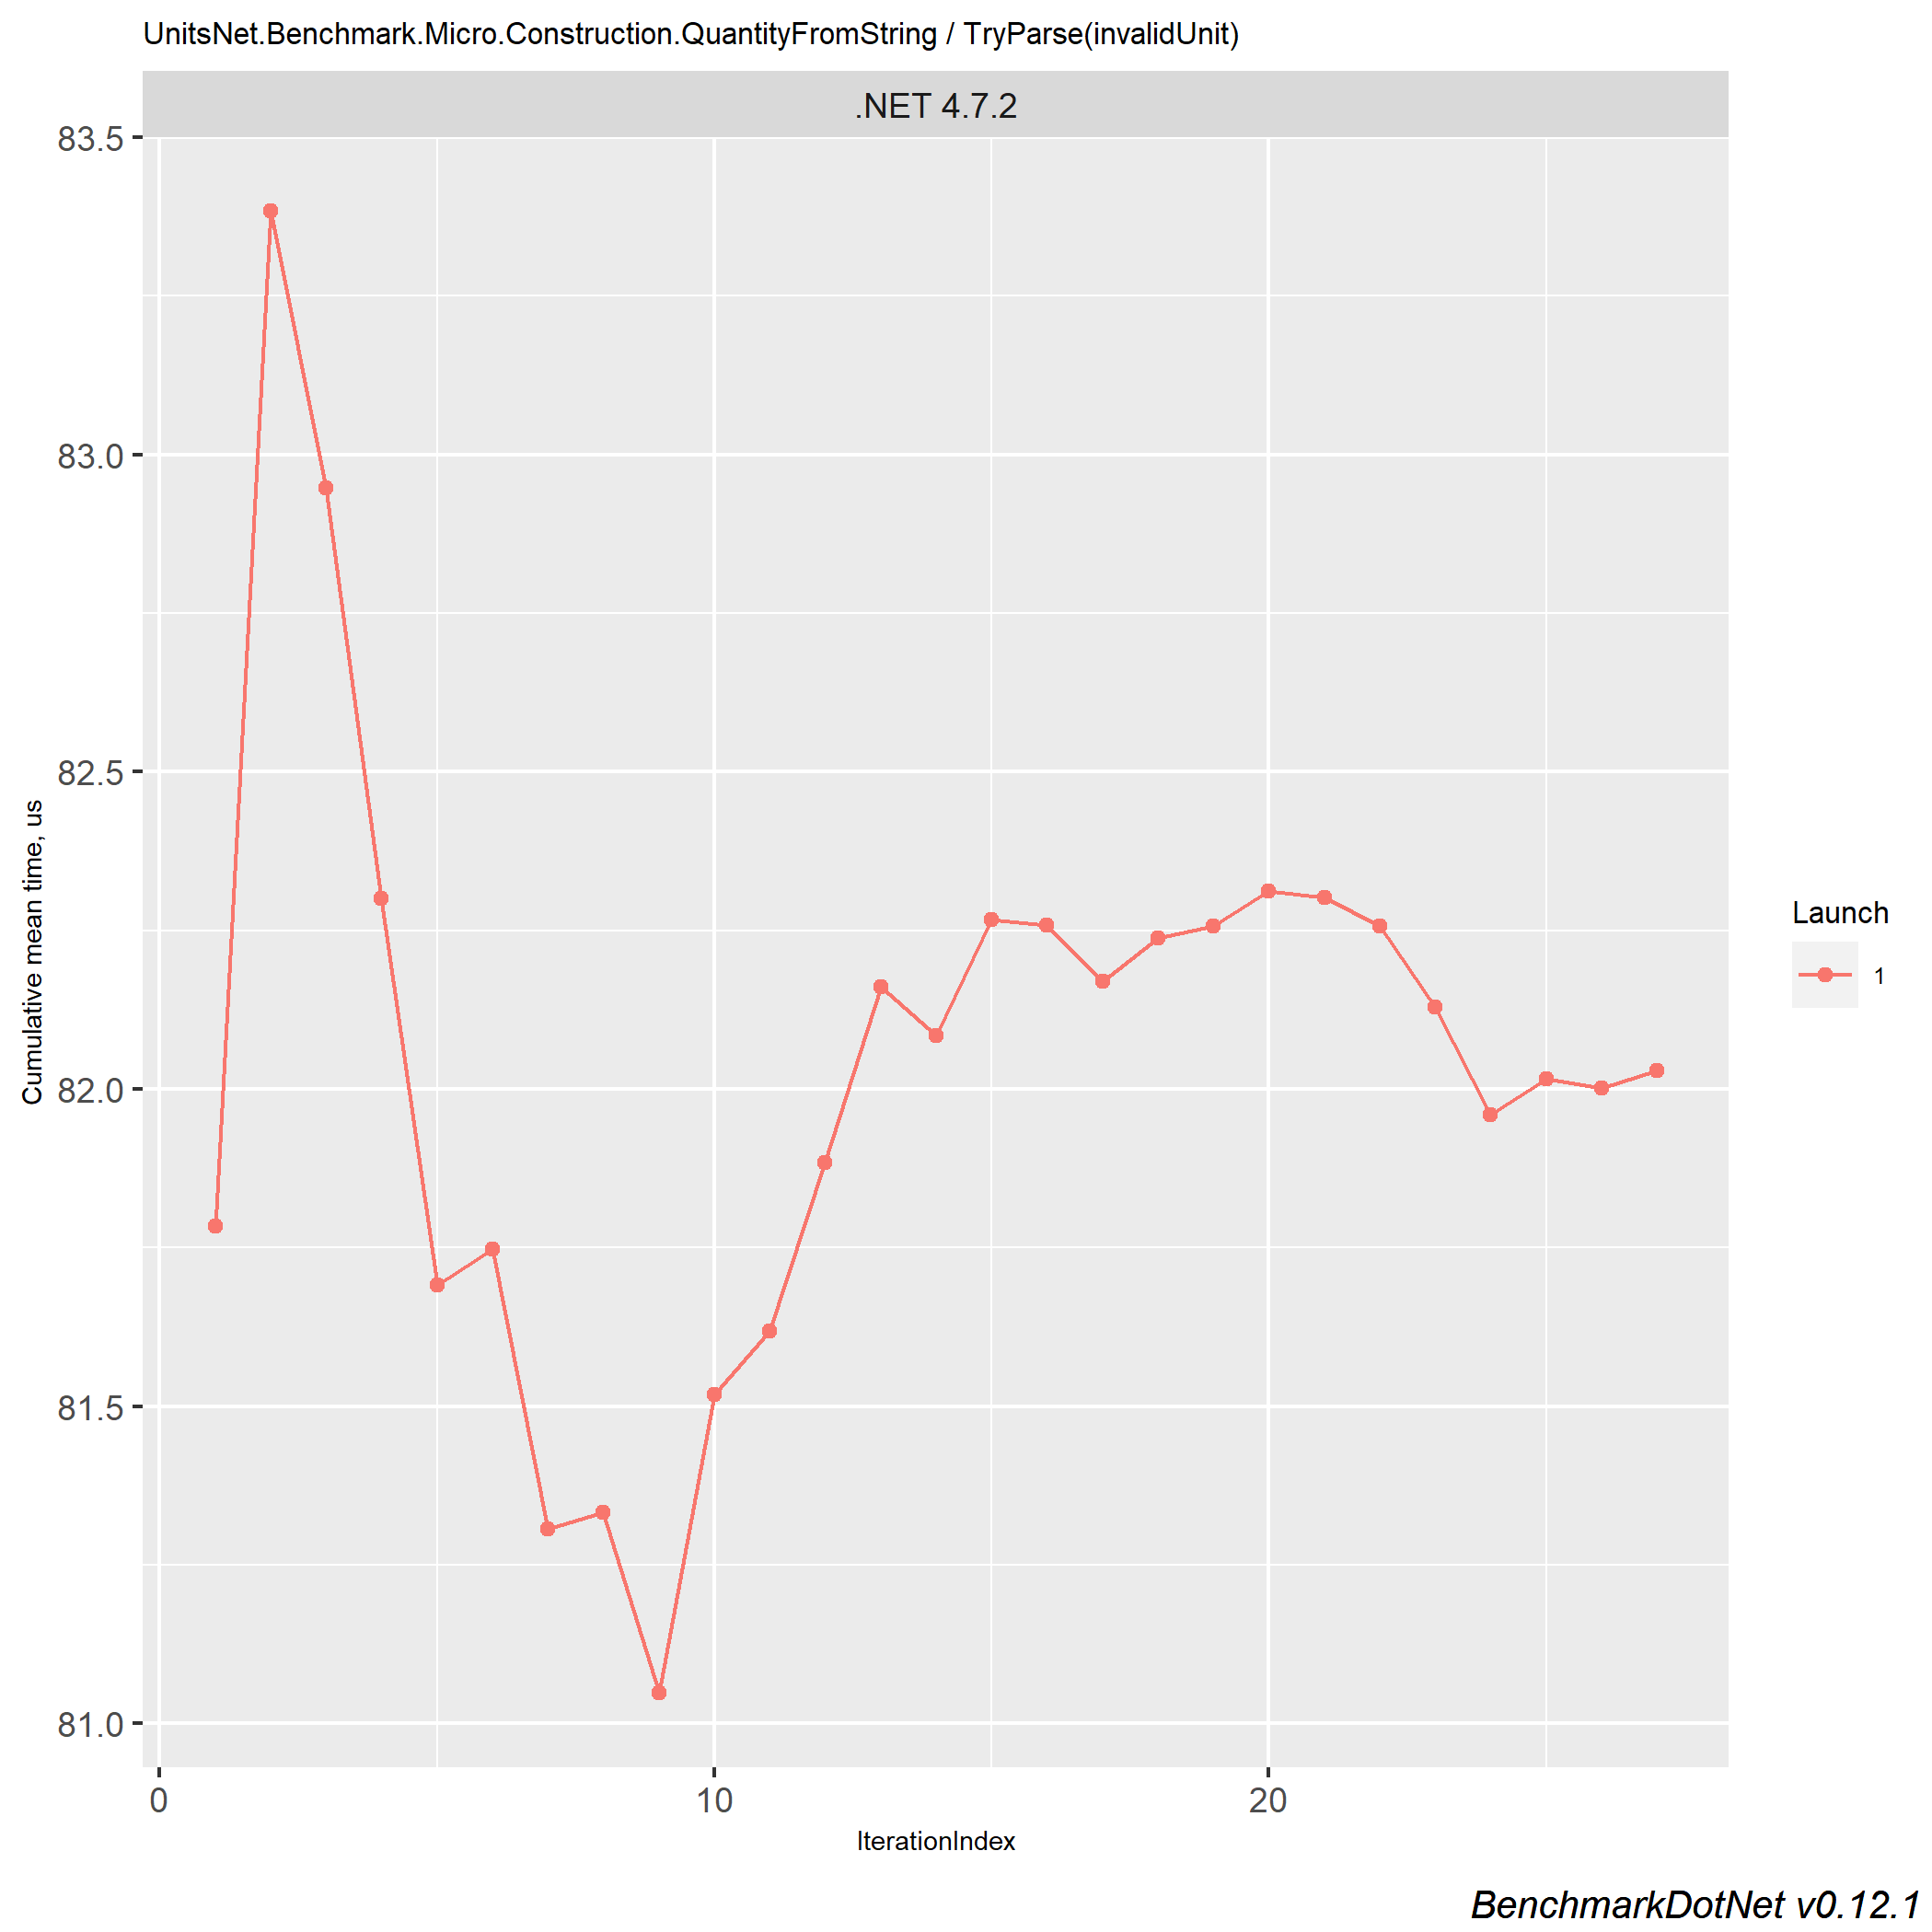 UnitsNet.Benchmark.Micro.Construction.QuantityFromString / TryParse(invalidUnit)
.NET 4.7.2
83.5
83.0
82.5
82.0
81.5
81.0
Cumulative mean time, us
0 10 20
IterationIndex
Launch
1
BenchmarkDotNet v0.12.1